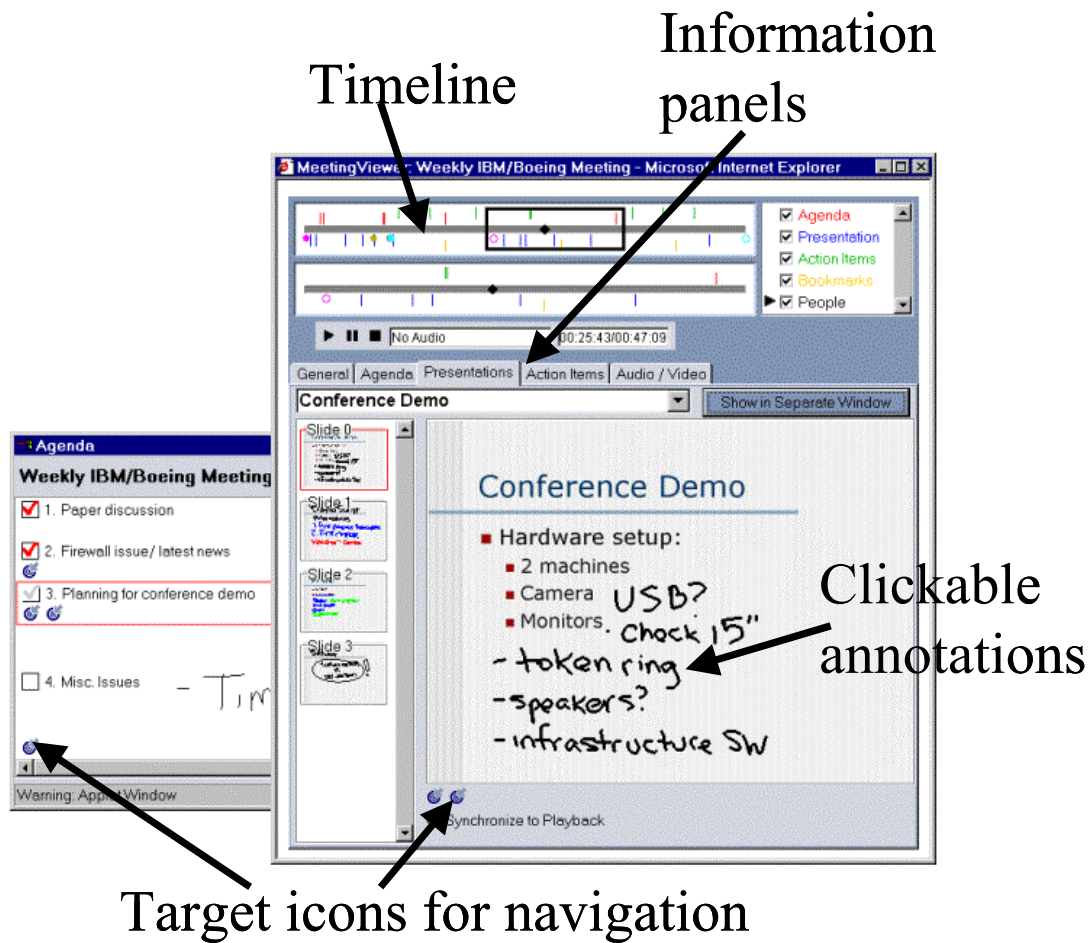 Information
panels
Timeline
MeetingViewer: Weekly IBM/Boeing Meeting - Microsoft Internet Explorer
Agenda
Presentation
Action Items
Bookmarks
People
No Audio
00:25:43/00:47:09
General Agenda Presentations Action Items Audio / Video
Conference Demo
Show in Separate Window
Agenda
Weekly IBM/Boeing Meeting
1. Paper discussion
2. Firewall issue/ latest news
3. Planning for conference demo
4. Misc. Issues - Tim
Warning: Applet Window
Slide 0
Slide 1
Slide 2
Slide 3
Conference Demo
Hardware setup:
2 machines
Camera USB?
Monitors. Check 15"
- token ring
- speakers?
- infrastructure SW
Synchronize to Playback
Clickable
annotations
Target icons for navigation